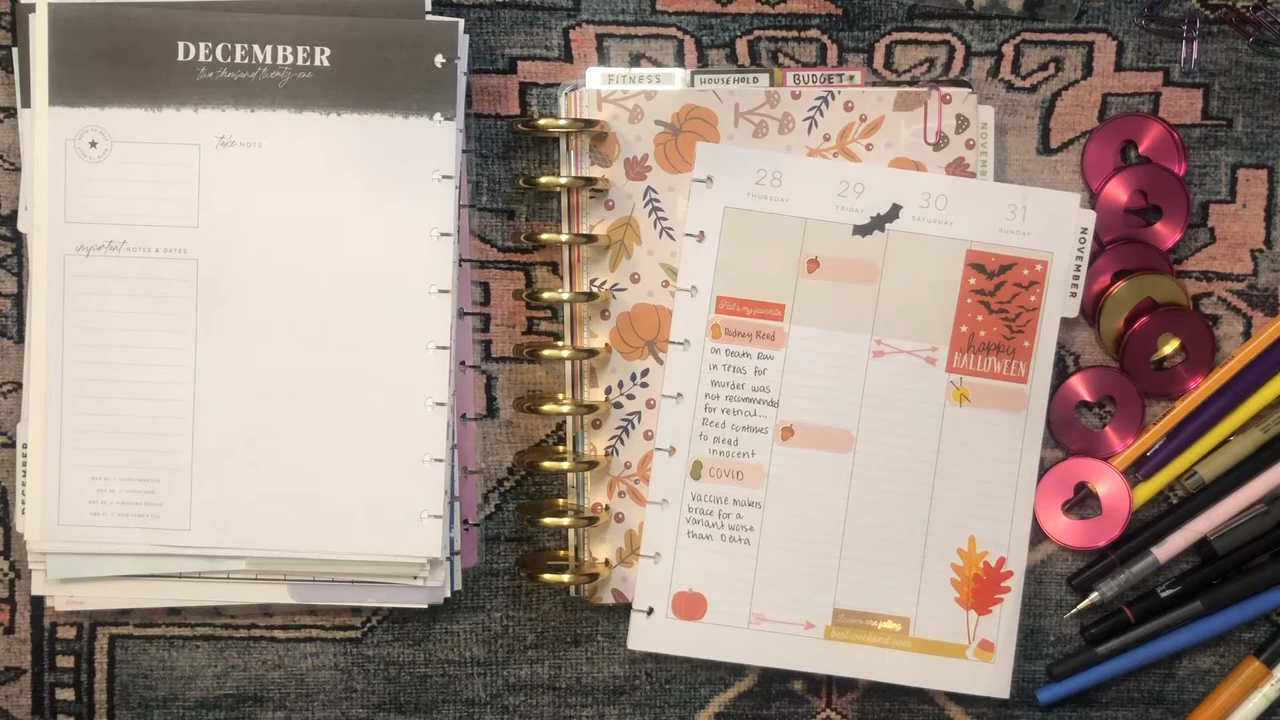 DECEMBER
two thousand twenty-one
take NOTE
important NOTES & DATES
DECEMBER
FITNESS
HOUSEHOLD
BUDGET
NOVEMBER
28
THURSDAY
29
FRIDAY
30
SATURDAY
31
SUNDAY
NOVEMBER
Fall's my favorite
Rodney Reed
on Death Row
in Texas for
murder was
not recommended
for retrial...
Reed continues
to plead
innocent
COVID
Vaccine makers
brace for a
variant worse
than Delta
happy
HALLOWEEN
Leaves are falling
best weekend ever